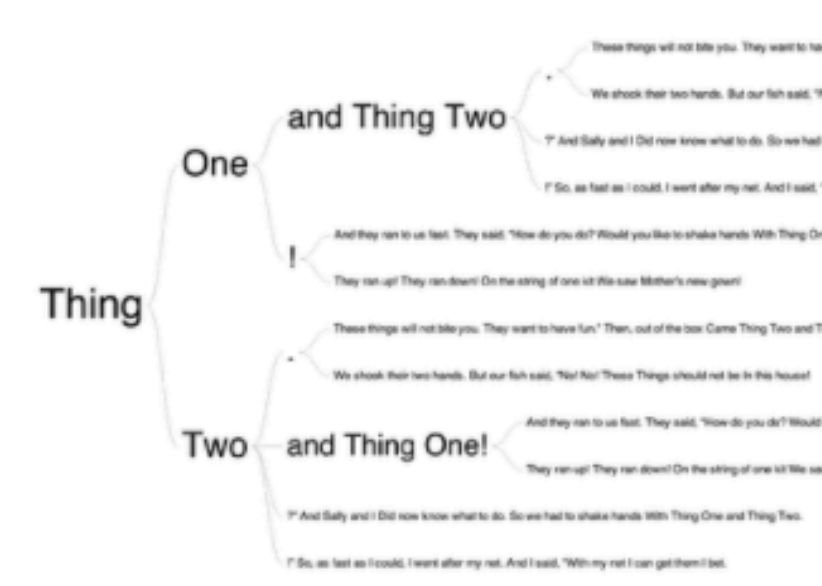 These things will not bite you. They want to ha
.
We shook their two hands. But our fish said, "
and Thing Two
?" And Sally and I Did now know what to do. So we had
One
!" So, as fast as I could, I went after my net. And I said, "
And they ran to us fast. They said, "How do you do? Would you like to shake hands With Thing On
!
They ran up! They ran down! On the string of one kit We saw Mother's new gown!
Thing
These things will not bite you. They want to have fun." Then, out of the box Came Thing Two and T
.
We shook their two hands. But our fish said, "No! No! Those Things should not be In this house!
And they ran to us fast. They said, "How do you do? Would
Two
and Thing One!
They ran up! They ran down! On the string of one kit We sa
?" And Sally and I Did now know what to do. So we had to shake hands With Thing One and Thing Two.
!" So, as fast as I could, I went after my net. And I said, "With my net I can get them I bet.